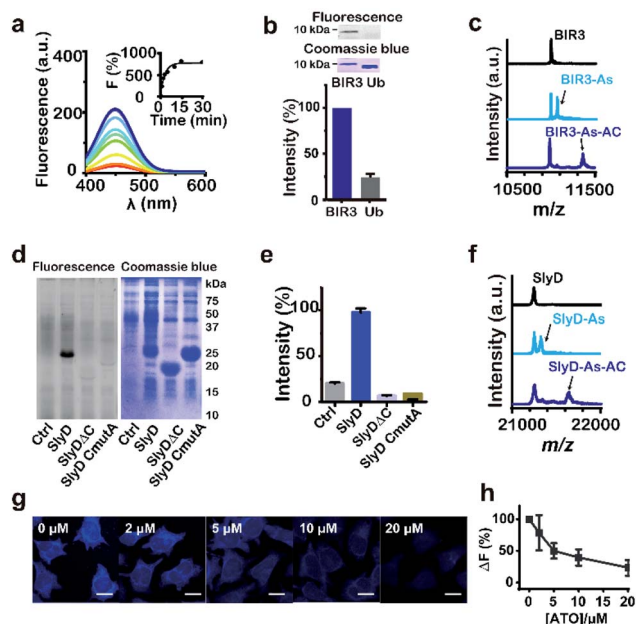 a
Fluorescence (a.u.)
400
200
0
400 500 600
λ (nm)
F (%)
1000
500
0
0 15 30
Time (min)
b
Fluorescence
10 kDa
Coomassie blue
10 kDa
BIR3 Ub
Intensity (%)
100
50
0
BIR3 Ub
c
Intensity (a.u.)
BIR3
BIR3-As
BIR3-As-AC
10500 11500
m/z
d
Fluorescence Coomassie blue
kDa
75
50
37
25
20
15
10
Ctrl
SlyD
SlyDΔC
SlyD CmutA
Ctrl
SlyD
SlyDΔC
SlyD CmutA
e
Intensity (%)
100
50
0
Ctrl
SlyD
SlyDΔC
SlyD CmutA
f
Intensity (a.u.)
SlyD
SlyD-As
SlyD-As-AC
21000 22000
m/z
g
0 μM
2 μM
5 μM
10 μM
20 μM
h
ΔF (%)
100
50
0 5 10 15 20
[ATO]/μM